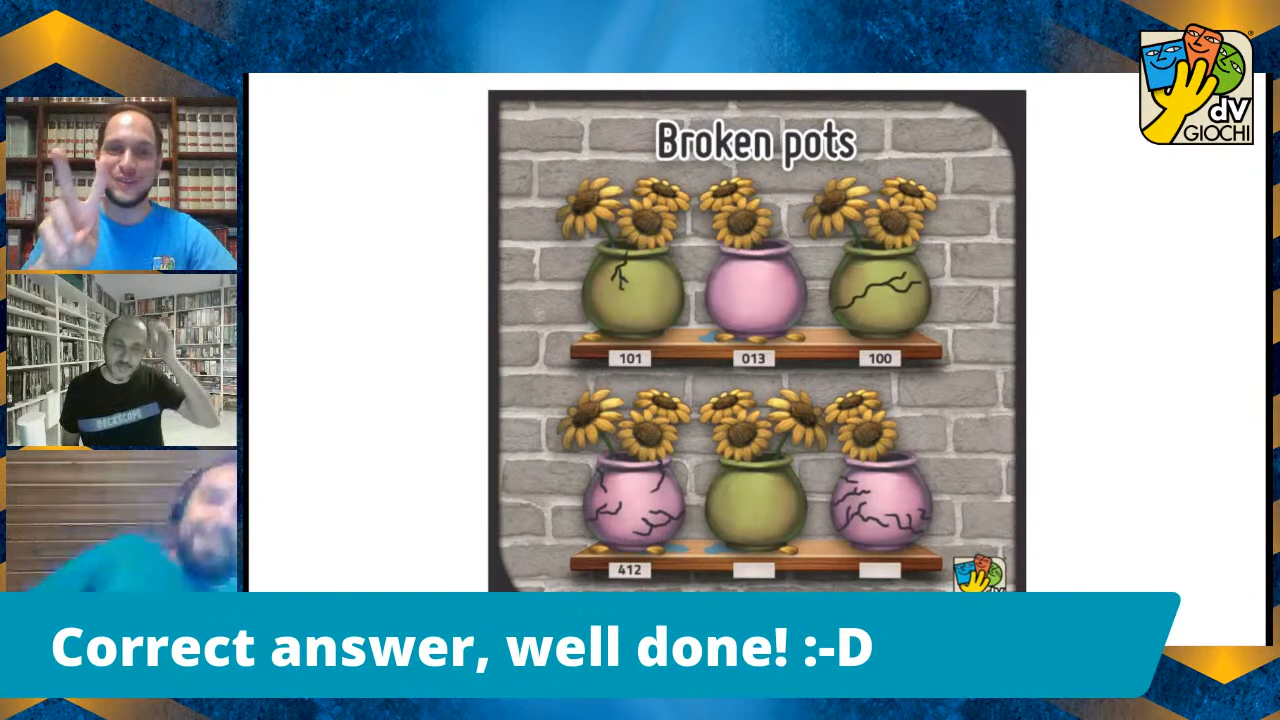 dv
GIOCHI
Broken pots
101 013 100
412
Correct answer, well done! :-D